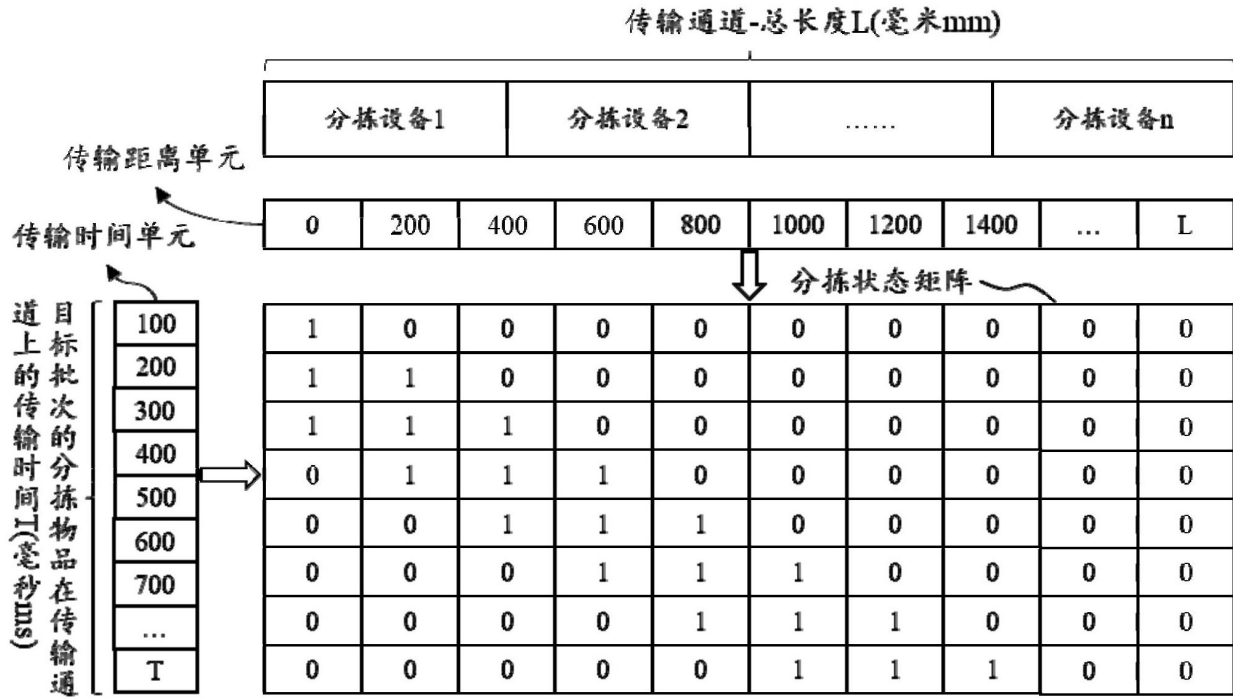 传输通道-总长度L(毫米mm)
分拣设备1 分拣设备2 …… 分拣设备n
传输距离单元
0 200 400 600 800 1000 1200 1400 … L
传输时间单元
分拣状态矩阵
目标批次的分拣物品在传输通
道上的传输时间T(毫秒ms)
100
200
300
400
500
600
700
…
T
1 0 0 0 0 0 0 0 0 0
1 1 0 0 0 0 0 0 0 0
1 1 1 0 0 0 0 0 0 0
0 1 1 1 0 0 0 0 0 0
0 0 1 1 1 0 0 0 0 0
0 0 0 1 1 1 0 0 0 0
0 0 0 0 1 1 1 0 0 0
0 0 0 0 0 1 1 1 0 0